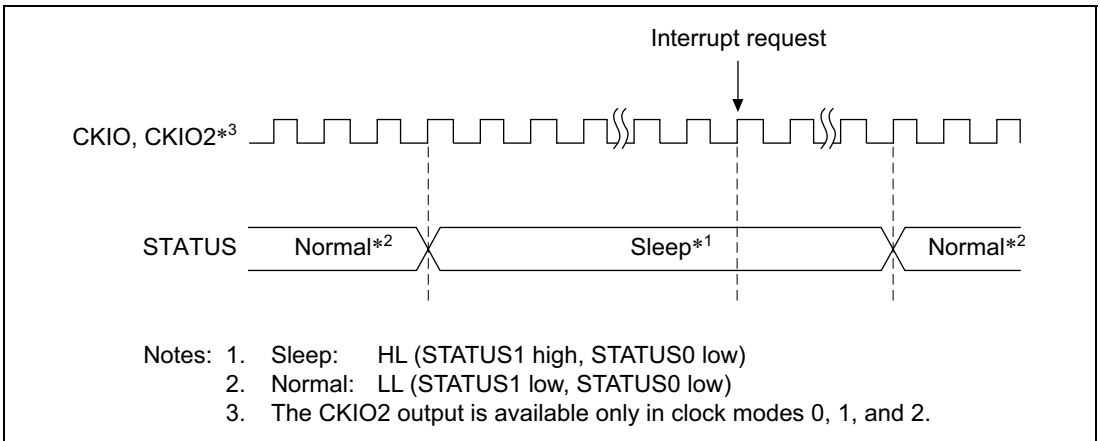 Interrupt request
CKIO, CKIO2*3
STATUS Normal*2 Sleep*1 Normal*2
Notes: 1. Sleep: HL (STATUS1 high, STATUS0 low)
2. Normal: LL (STATUS1 low, STATUS0 low)
3. The CKIO2 output is available only in clock modes 0, 1, and 2.